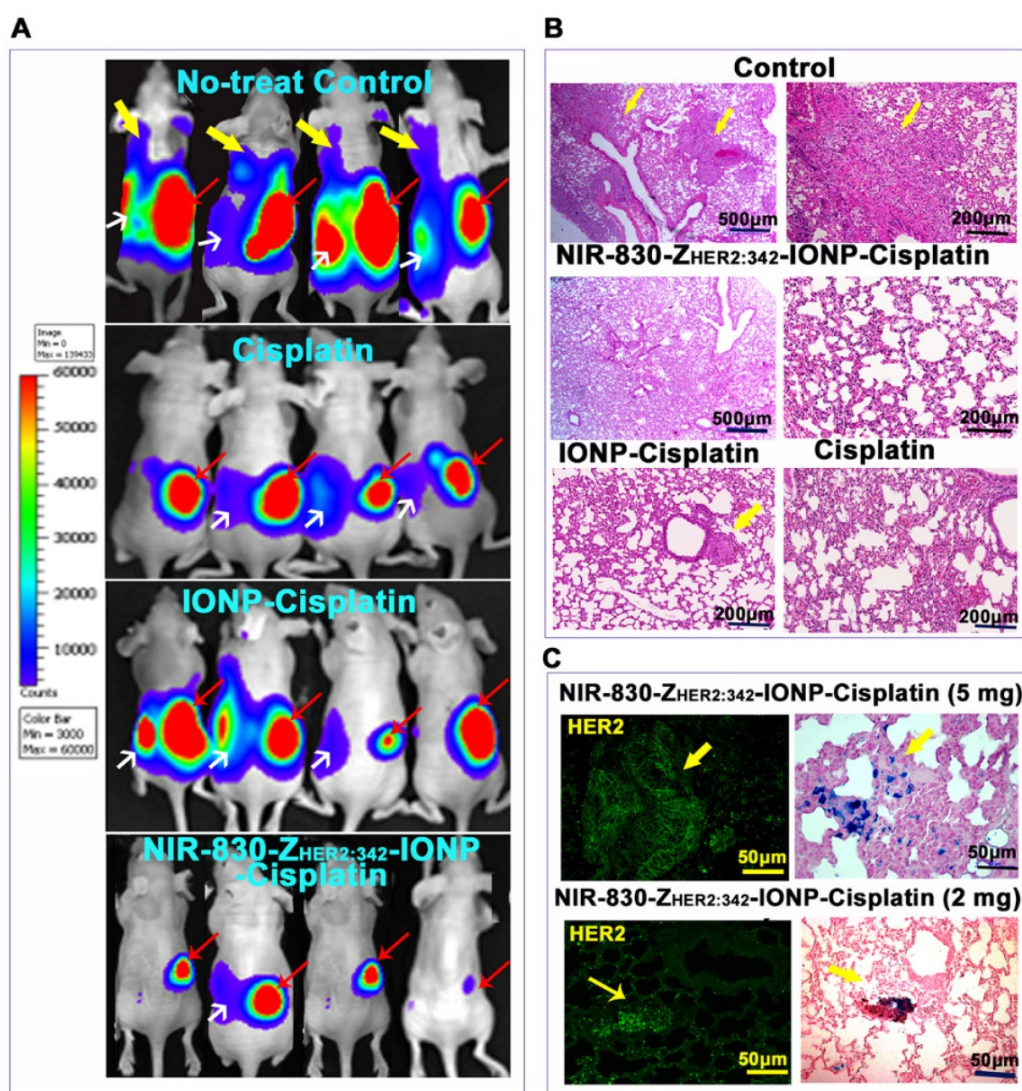 A
No-treat Control
Cisplatin
IONP-Cisplatin
NIR-830-ZHER2:342-IONP
-Cisplatin
Image
Min = 0
Max = 139433
60000
50000
40000
30000
20000
10000
Counts
Color Bar
Min = 3000
Max = 60000
B
Control
500µm
200µm
NIR-830-ZHER2:342-IONP-Cisplatin
500µm
200µm
IONP-Cisplatin
Cisplatin
200µm
200µm
C
NIR-830-ZHER2:342-IONP-Cisplatin (5 mg)
HER2
50µm
50µm
NIR-830-ZHER2:342-IONP-Cisplatin (2 mg)
HER2
50µm
50µm